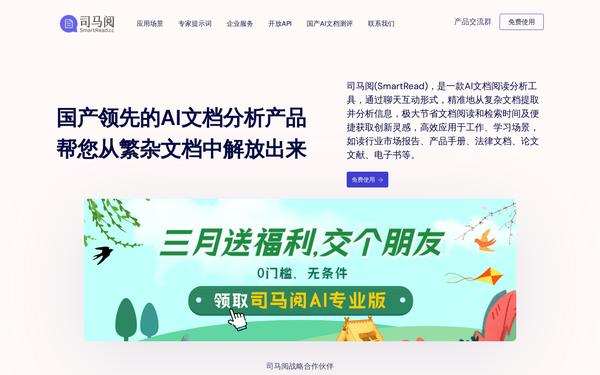 司马阅
SmartRead.cc
应用场景
专家提示词
企业服务
开放API
国产AI文档测评
联系我们
产品交流群
免费使用
国产领先的AI文档分析产品
帮您从繁杂文档中解放出来
司马阅(SmartRead)，是一款AI文档阅读分析工
具，通过聊天互动形式，精准地从复杂文档提取
并分析信息，极大节省文档阅读和检索时间及便
捷获取创新灵感，高效应用于工作、学习场景，
如读行业市场报告、产品手册、法律文档、论文
文献、电子书等。
免费使用 →
三月送福利,交个朋友
0门槛、无条件
领取司马阅AI专业版
司马阅战略合作伙伴